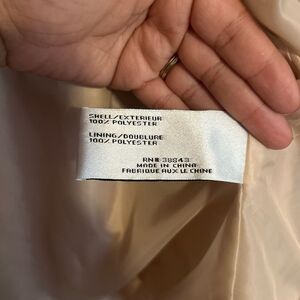 SHELL/EXTERIEUR
100% POLYESTER
LINING/DOUBLURE
100% POLYESTER
RN# 38843
MADE IN CHINA
FABRIQUE AUX LE CHINE